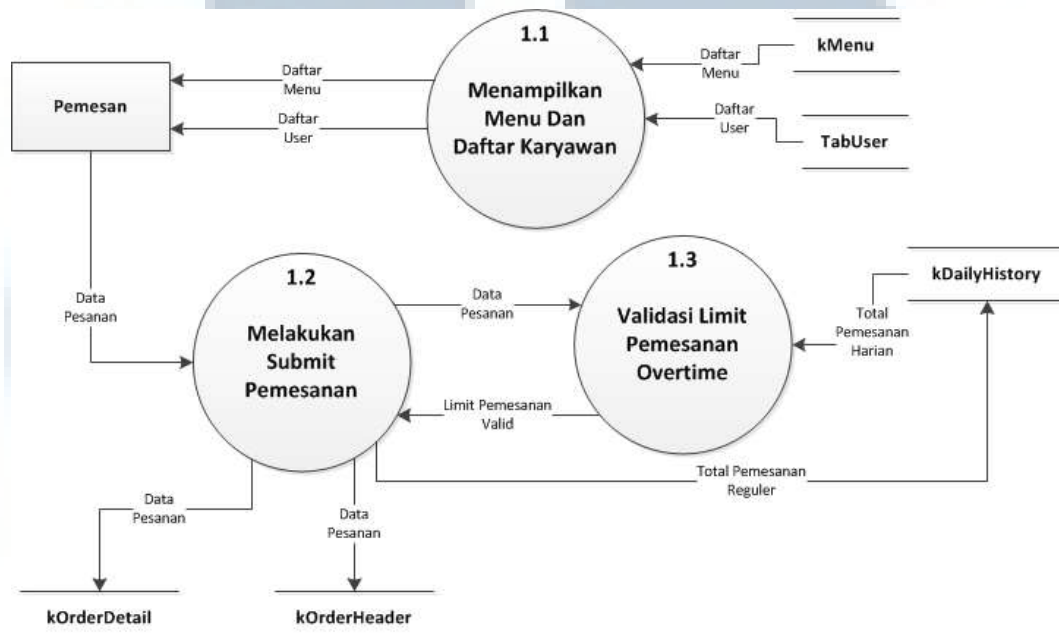 1.1
Menampilkan
Menu Dan
Daftar Karyawan
kMenu
Daftar
Menu
Daftar
Menu
Pemesan
Daftar
User
Daftar
User
TabUser
1.2
Melakukan
Submit
Pemesanan
Data
Pesanan
Data
Pesanan
1.3
Validasi Limit
Pemesanan
Overtime
kDailyHistory
Total
Pemesanan
Harian
Limit Pemesanan
Valid
Total Pemesanan
Reguler
Data
Pesanan
Data
Pesanan
kOrderDetail
kOrderHeader